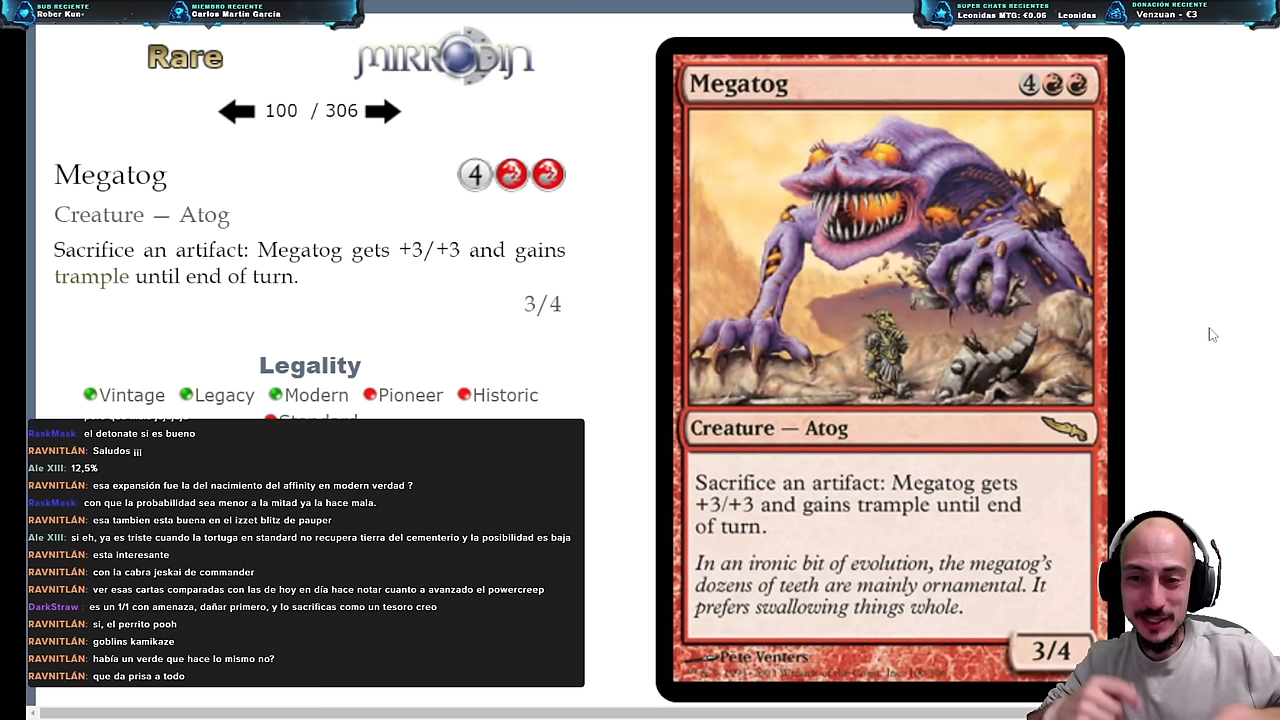 SUB RECIENTE
Rober Kun-
MIEMBRO RECIENTE
Carlos Martin Garcia
SUPER CHATS RECIENTES
Leonidas MTG: €0.06 Leonidas
DONACIÓN RECIENTE
Venzuan - €3
Rare
MIRRODIN
100 / 306
Megatog
4
Creature — Atog
Sacrifice an artifact: Megatog gets +3/+3 and gains
trample until end of turn.
3/4
Legality
Vintage Legacy Modern Pioneer Historic
Standard
RaskMask: el detonate si es bueno
RAVNITLÁN: Saludos ¡¡¡
Ale XIII: 12,5%
RAVNITLÁN: esa expansión fue la del nacimiento del affinity en modern verdad ?
RaskMask: con que la probabilidad sea menor a la mitad ya la hace mala.
RAVNITLÁN: esa tambien esta buena en el izzet blitz de pauper
Ale XIII: si eh, ya es triste cuando la tortuga en standard no recupera tierra del cementerio y la posibilidad es baja
RAVNITLÁN: esta interesante
RAVNITLÁN: con la cabra jeskai de commander
RAVNITLÁN: ver esas cartas comparadas con las de hoy en día hace notar cuanto a avanzado el powercreep
DarkStraw : es un 1/1 con amenaza, dañar primero, y lo sacrificas como un tesoro creo
RAVNITLÁN: si, el perrito pooh
RAVNITLÁN: goblins kamikaze
RAVNITLÁN: había un verde que hace lo mismo no?
RAVNITLÁN: que da prisa a todo
Megatog
4
Creature — Atog
Sacrifice an artifact: Megatog gets
+3/+3 and gains trample until end
of turn.
In an ironic bit of evolution, the megatog's
dozens of teeth are mainly ornamental. It
prefers swallowing things whole.
Pete Venters
3/4